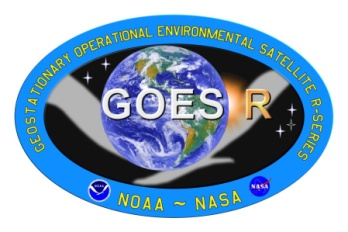 GEOSTATIONARY OPERATIONAL ENVIRONMENTAL SATELLITE R-SERIES
GOES R
NOAA ~ NASA
NOAA
NASA